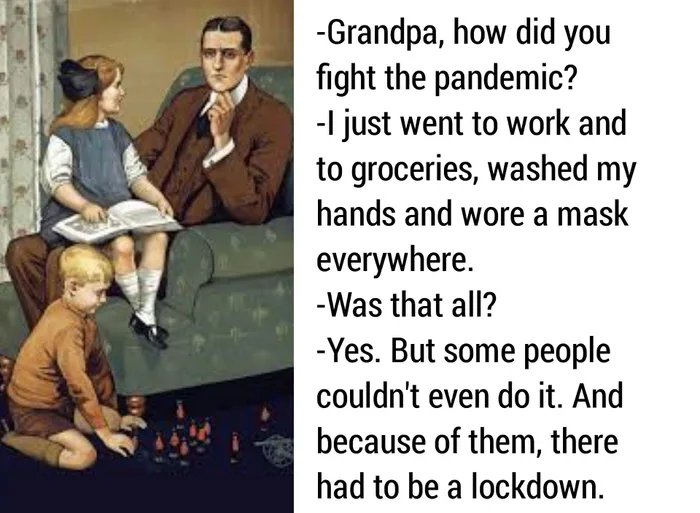 -Grandpa, how did you
fight the pandemic?
-I just went to work and
to groceries, washed my
hands and wore a mask
everywhere.
-Was that all?
-Yes. But some people
couldn't even do it. And
because of them, there
had to be a lockdown.